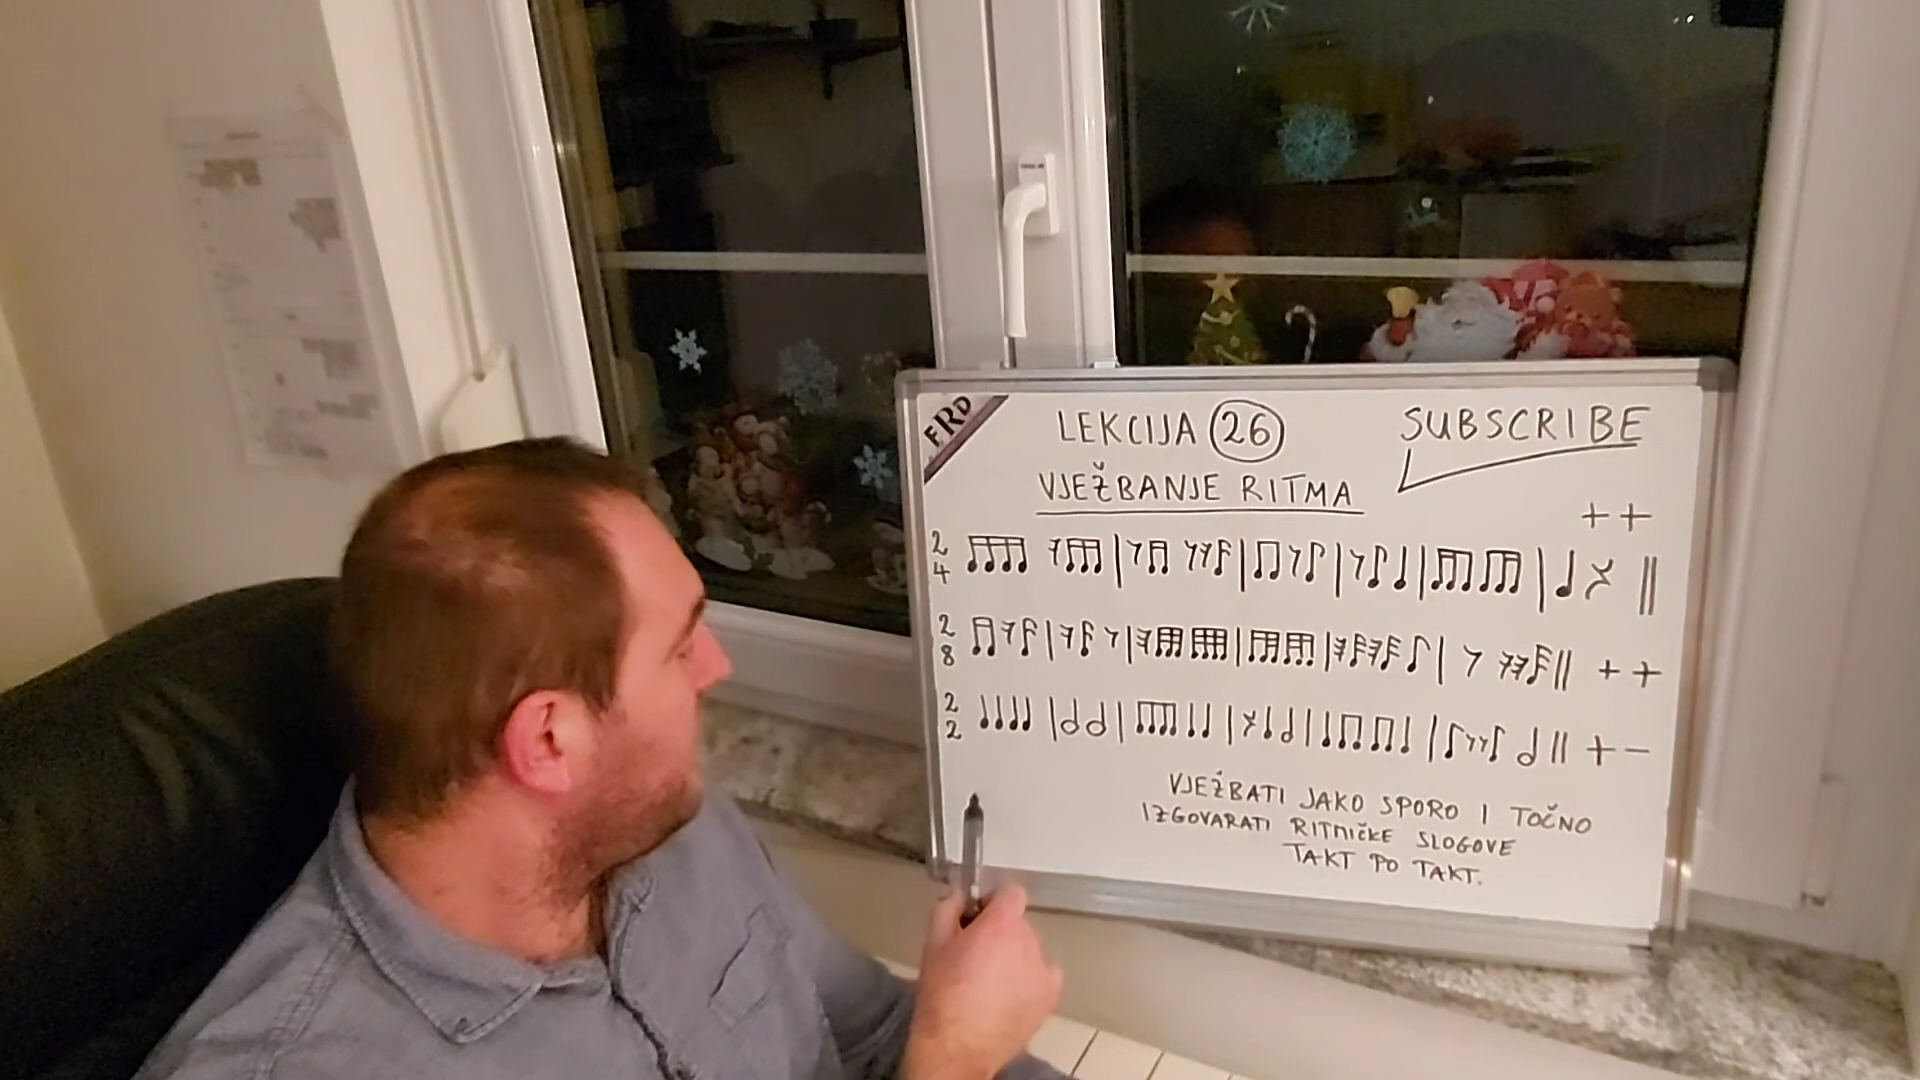 FRD
LEKCIJA 26
SUBSCRIBE
VJEŽBANJE RITMA
++
2
4
2
8
++
2
2
+-
VJEŽBATI JAKO SPORO I TOČNO
IZGOVARATI RITMIČKE SLOGOVE
TAKT PO TAKT.